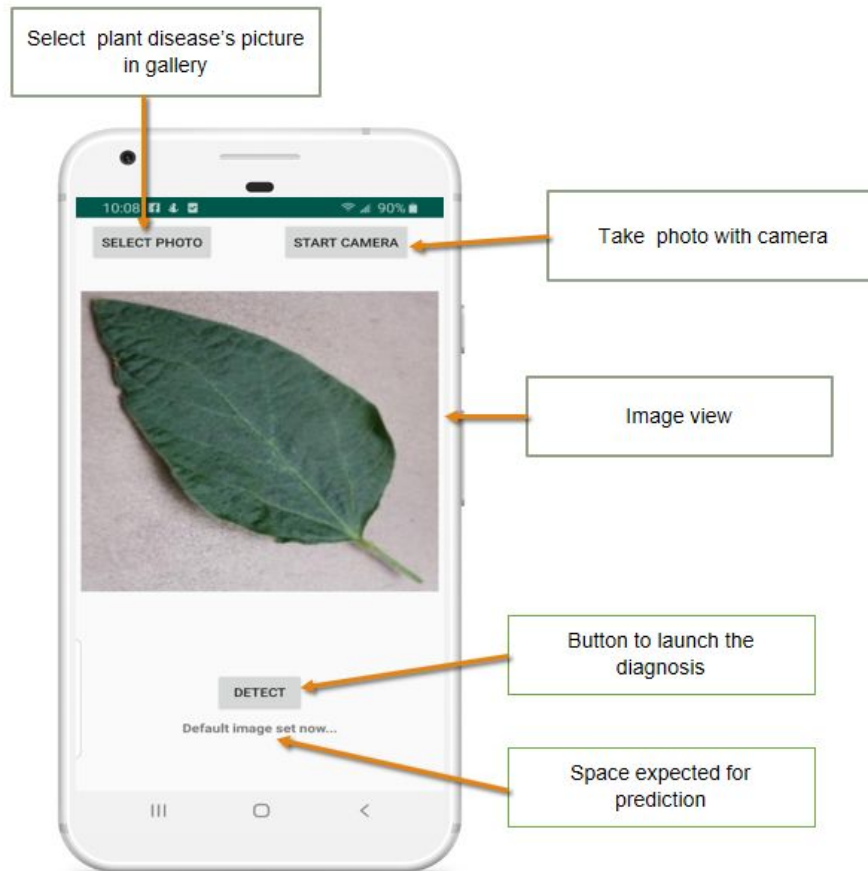 Select plant disease's picture
in gallery
10:08
90%
SELECT PHOTO
START CAMERA
Take photo with camera
Image view
Button to launch the
diagnosis
DETECT
Default image set now...
Space expected for
prediction